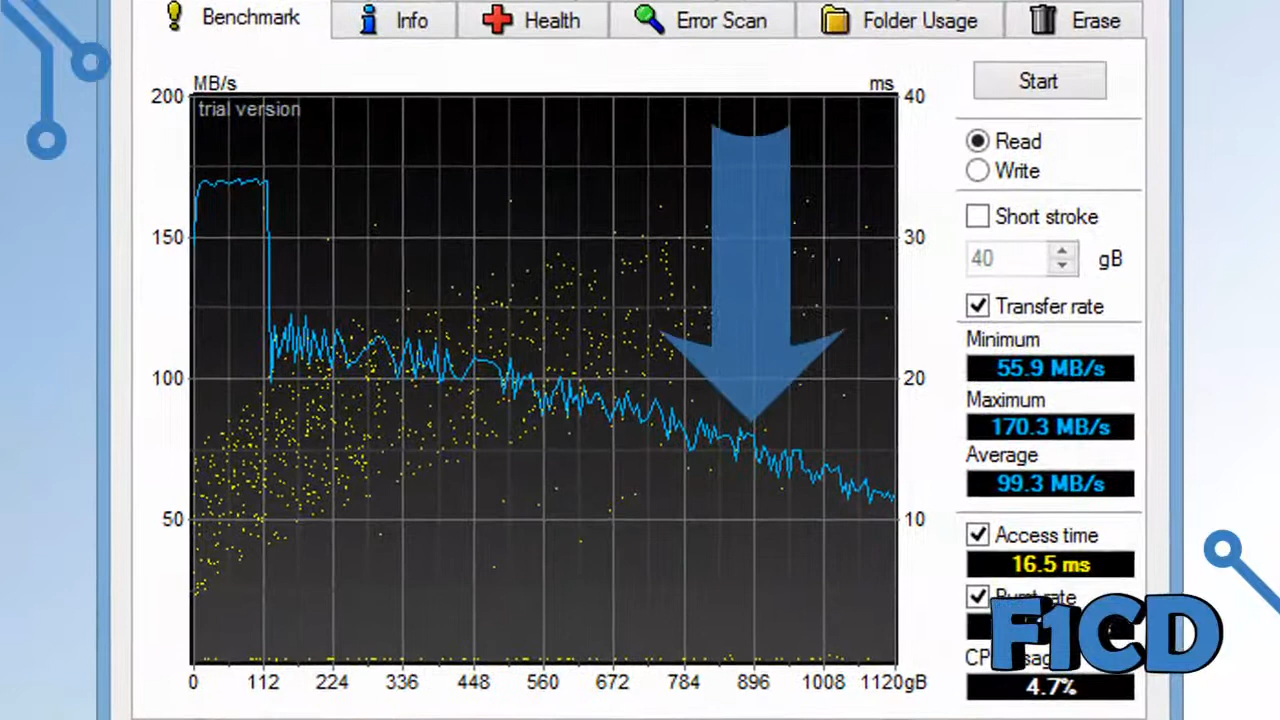 Benchmark Info Health Error Scan Folder Usage Erase
MB/s ms
trial version
200
150
100
50
40
30
20
10
0 112 224 336 448 560 672 784 896 1008 1120gB
Start
Read
Write
Short stroke
40 gB
Transfer rate
Minimum
55.9 MB/s
Maximum
170.3 MB/s
Average
99.3 MB/s
Access time
16.5 ms
4.7%
F1CD